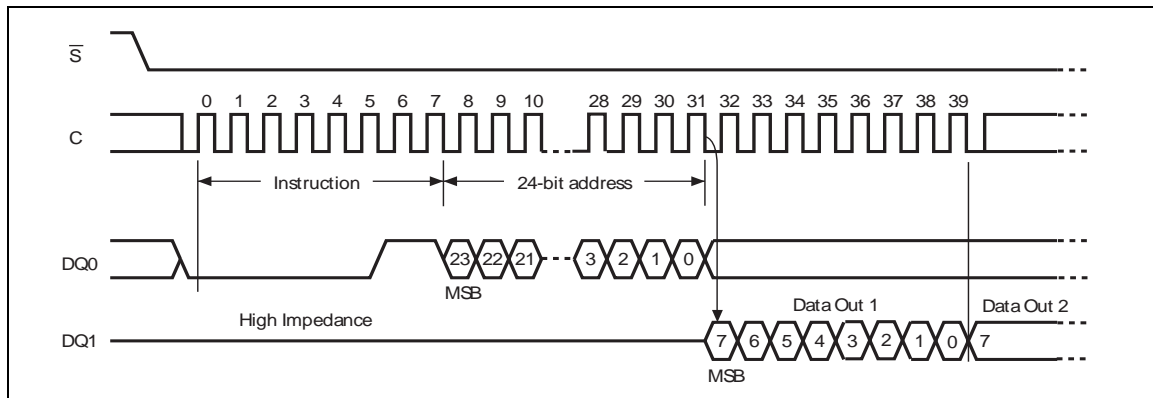 S
0 1 2 3 4 5 6 7 8 9 10 28 29 30 31 32 33 34 35 36 37 38 39
C
Instruction 24-bit address
DQ0 23 22 21 3 2 1 0
MSB
High Impedance Data Out 1 Data Out 2
DQ1 7 6 5 4 3 2 1 0 7
MSB